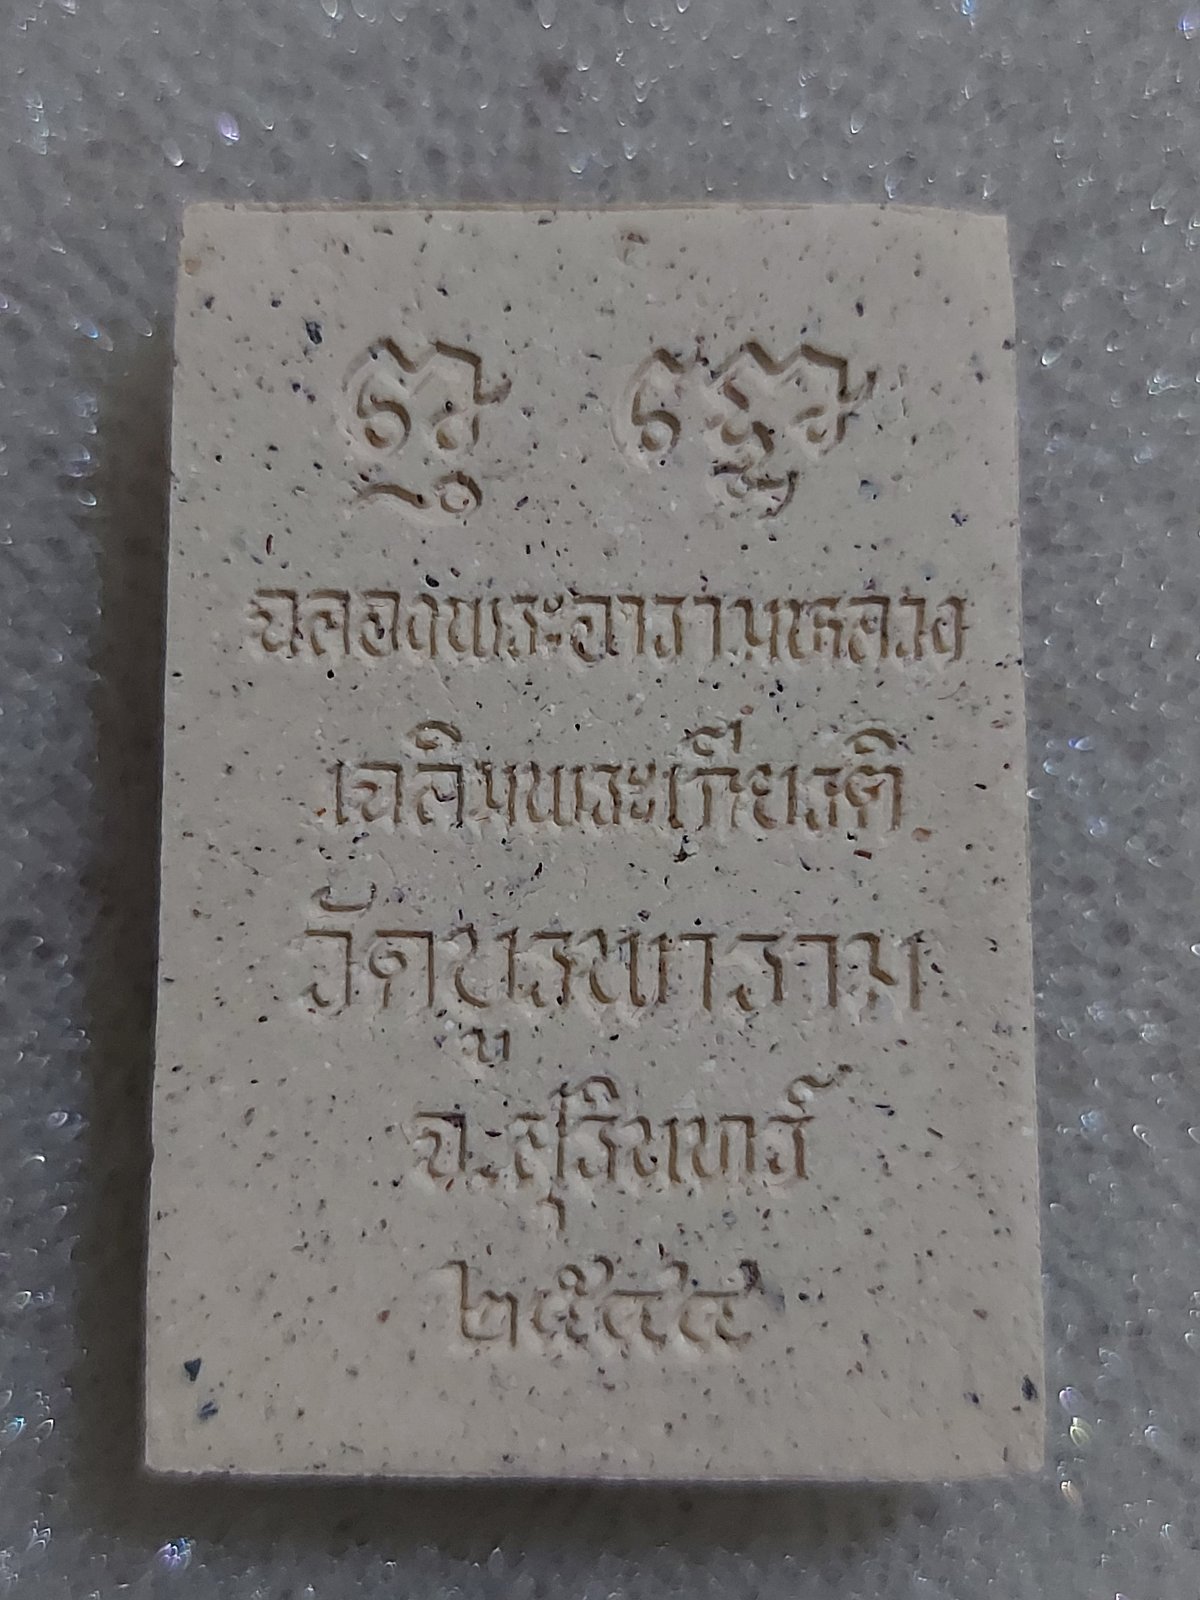 ฉลองพระอารามหลวง
เฉลิมพระเกียรติ
วัดบูรพาราม
จ.สุรินทร์
๒๕๔๔